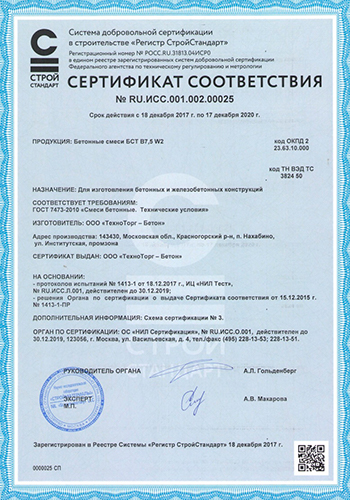 Система добровольной сертификации
в строительстве «Регистр СтройСтандарт»
Регистрационный номер № РОСС.RU.31813.04ИСР0
в едином реестре зарегистрированных систем добровольной сертификации
Федерального агентства по техническому регулированию и метрологии
СТРОЙ
СТАНДАРТ
СЕРТИФИКАТ СООТВЕТСТВИЯ
№ RU.ИСС.001.002.00025
Срок действия с 18 декабря 2017 г. по 17 декабря 2020 г.
ПРОДУКЦИЯ: Бетонные смеси БСТ В7,5 W2
код ОКПД 2
23.63.10.000
код ТН ВЭД ТС
3824 50
НАЗНАЧЕНИЕ: Для изготовления бетонных и железобетонных конструкций
СООТВЕТСТВУЕТ ТРЕБОВАНИЯМ:
ГОСТ 7473-2010 «Смеси бетонные. Технические условия»
ИЗГОТОВИТЕЛЬ: ООО «ТехноТорг – Бетон»
Адрес производства: 143430, Московская обл., Красногорский р-н, п. Нахабино,
ул. Институтская, промзона
СЕРТИФИКАТ ВЫДАН: ООО «ТехноТорг – Бетон»
НА ОСНОВАНИИ:
- протоколов испытаний № 1413-1 от 18.12.2017 г., ИЦ «НИЛ Тест»,
№ RU.ИСС.Л.001, действителен до 30.12.2019;
- решения Органа по сертификации о выдаче Сертификата соответствия от 15.12.2015 г.
№ 1413-1-ПР
ДОПОЛНИТЕЛЬНАЯ ИНФОРМАЦИЯ: Схема сертификации № 3.
ОРГАН ПО СЕРТИФИКАЦИИ: ОС «НИЛ Сертификация», № RU.ИСС.001, действителен до
30.12.2019, 123056, г. Москва, ул. Васильевская, д. 4, тел./факс (495) 228-13-53; 228-13-51.
СТРОЙ
СТАНДАРТ
РУКОВОДИТЕЛЬ ОРГАНА
А.Л. Гольденберг
ЭКСПЕРТ
М.П.
А.В. Макарова
Зарегистрирован в Реестре Системы «Регистр СтройСтандарт» 18 декабря 2017 г.
0000025 СП